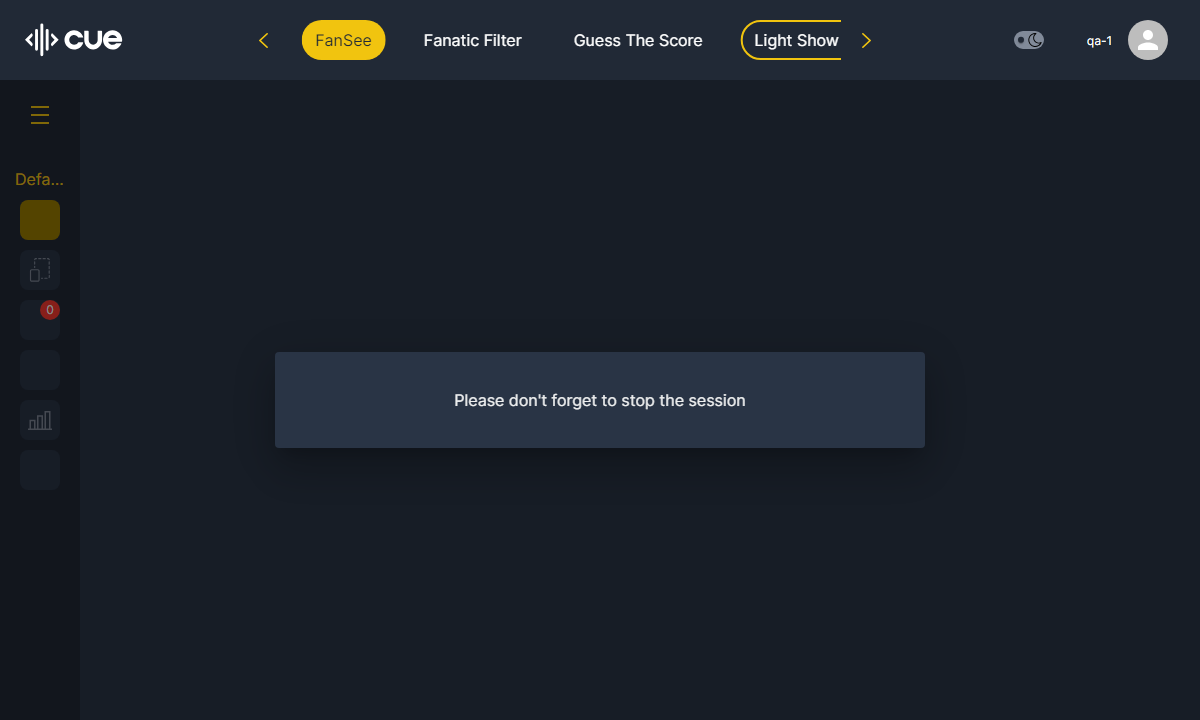 cue
FanSee
Fanatic Filter
Guess The Score
Light Show
qa-1
Defa...
0
Please don't forget to stop the session